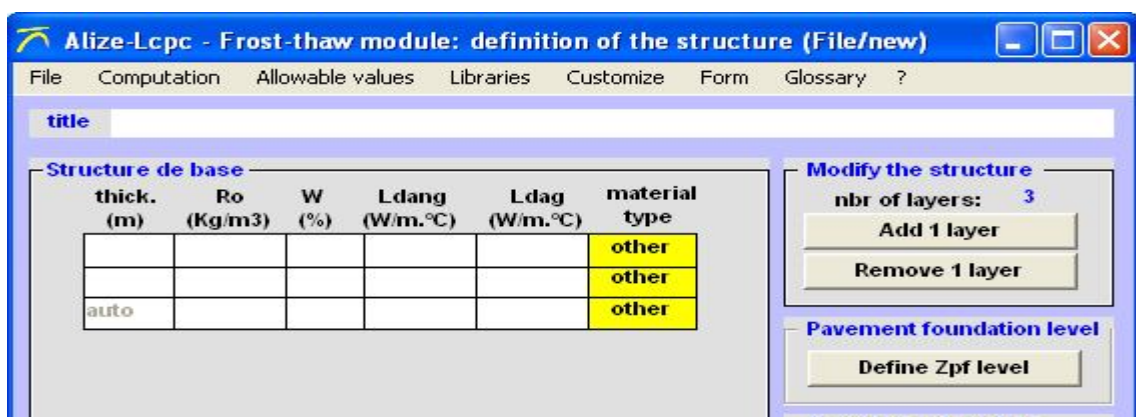 Alize-Lcpc - Frost-thaw module: definition of the structure (File/new)
File Computation Allowable values Libraries Customize Form Glossary ?
title
Structure de base
thick. Ro W Ldang Ldag material
(m) (Kg/m3) (%) (W/m.°C) (W/m.°C) type
other
other
auto other
Modify the structure
nbr of layers: 3
Add 1 layer
Remove 1 layer
Pavement foundation level
Define Zpf level